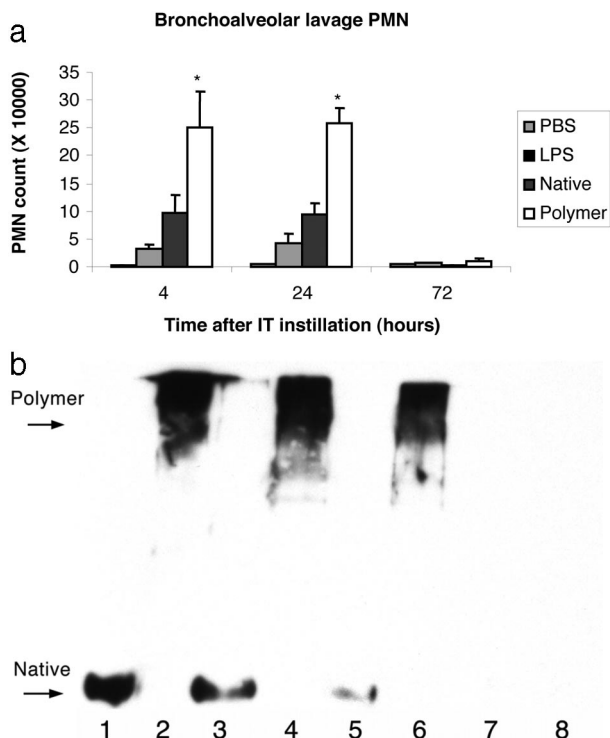 a
Bronchoalveolar lavage PMN
PMN count (X 10000)
35
30
25
20
15
10
5
0
* *
4 24 72
Time after IT instillation (hours)
PBS
LPS
Native
Polymer
b
Polymer
Native
1 2 3 4 5 6 7 8